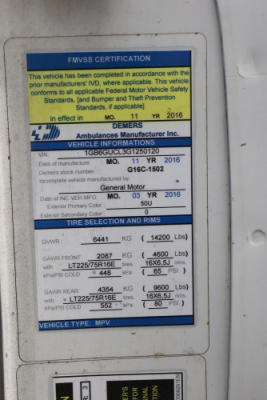 FMVSS CERTIFICATION
This vehicle has been completed in accordance with the
prior manufacturers' IVD, where applicable. This vehicle
conforms to all applicable Federal Motor Vehicle Safety
Standards, [and Bumper and Theft Prevention
Standards, if applicable]
In effect in MO. 11 YR 2016
DEMERS
Ambulances Manufacturer Inc.
VEHICLE INFORMATIONS
VIN: 1GB6GUCL3G1250120
Date of manufacture: MO. 11 YR 2016
Demers stock number: G16C-1502
Incomplete vehicle manufactured by:
General Motor
Date of INC VEH MFG. MO. 03 YR 2016
Exterior Primary Color 50U
Exterior Secondary Color 0
TIRE SELECTION AND RIMS
GVWR: 6441 KG ( 14200 Lbs)
GAWR FRONT: 2087 KG ( 4600 Lbs)
with LT225/75R16E tires, 16X6.5J rims
kPa/PSI COLD 448 kPa ( 65 PSI )
GAWR REAR: 4354 KG ( 9600 Lbs)
with LT225/75R16E tires, 16X6.5J rims
kPa/PSI COLD 552 kPa ( 80 PSI )
VEHICLE TYPE: MPV